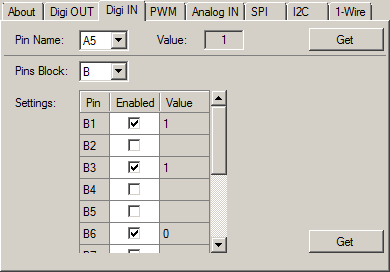 About Digi OUT Digi IN PWM Analog IN SPI I2C 1-Wire
Pin Name: A5 Value: 1 Get
Pins Block: B
Settings: Pin Enabled Value
B1 1
B2
B3 1
B4
B5
B6 0
Get